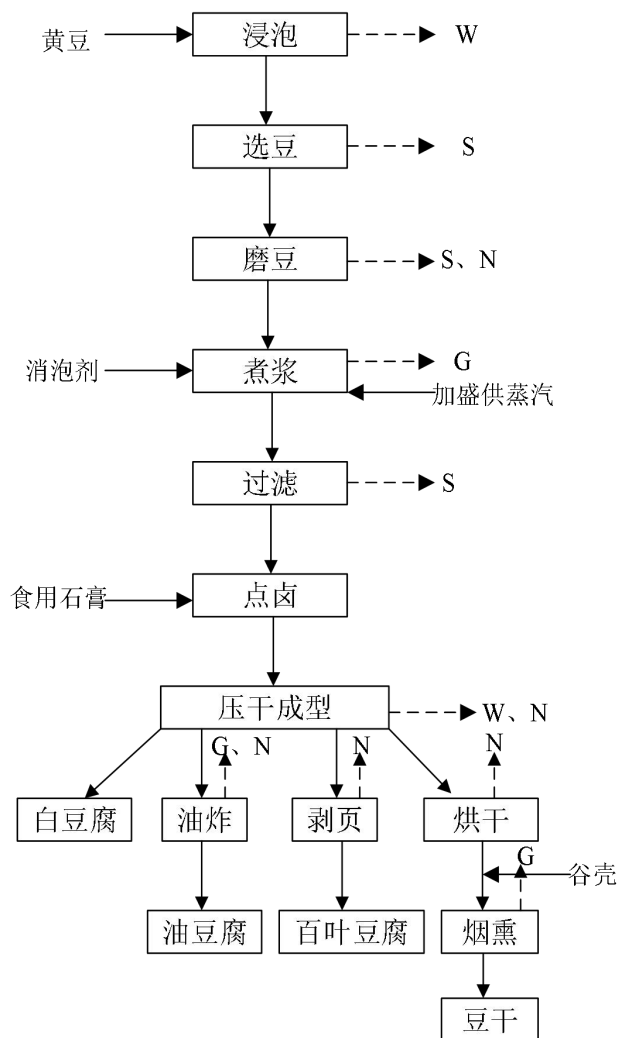 黄豆
浸泡
W
选豆
S
磨豆
S、N
消泡剂
煮浆
G
加盛供蒸汽
过滤
S
食用石膏
点卤
压干成型
W、N
G、N
N
N
白豆腐
油炸
剥页
烘干
G
谷壳
油豆腐
百叶豆腐
烟熏
豆干